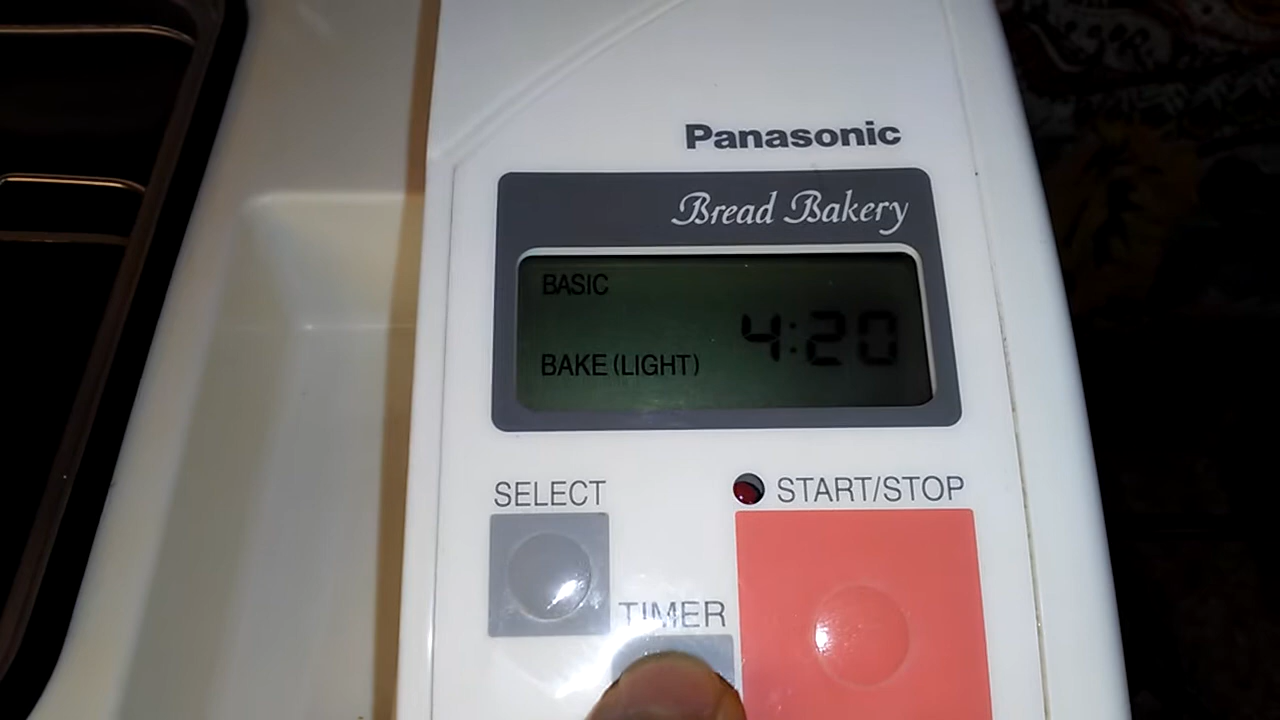 Panasonic
Bread Bakery
BASIC
BAKE (LIGHT) 4:20
SELECT
START/STOP
TIMER